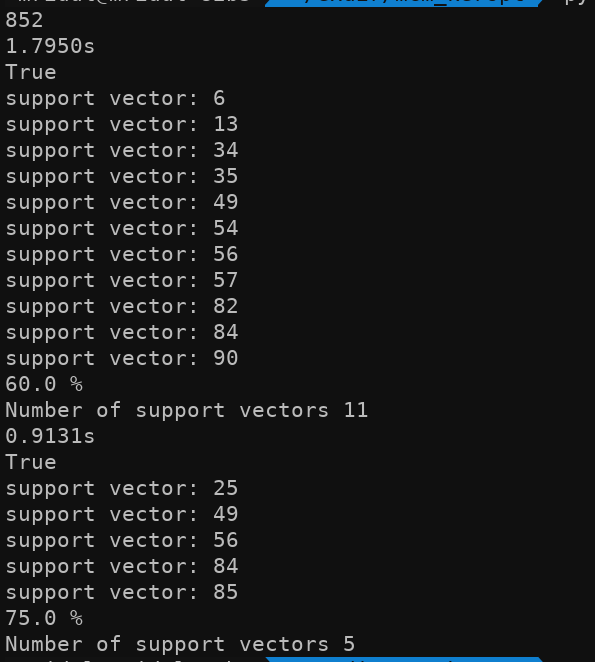 852
1.7950s
True
support vector: 6
support vector: 13
support vector: 34
support vector: 35
support vector: 49
support vector: 54
support vector: 56
support vector: 57
support vector: 82
support vector: 84
support vector: 90
60.0 %
Number of support vectors 11
0.9131s
True
support vector: 25
support vector: 49
support vector: 56
support vector: 84
support vector: 85
75.0 %
Number of support vectors 5